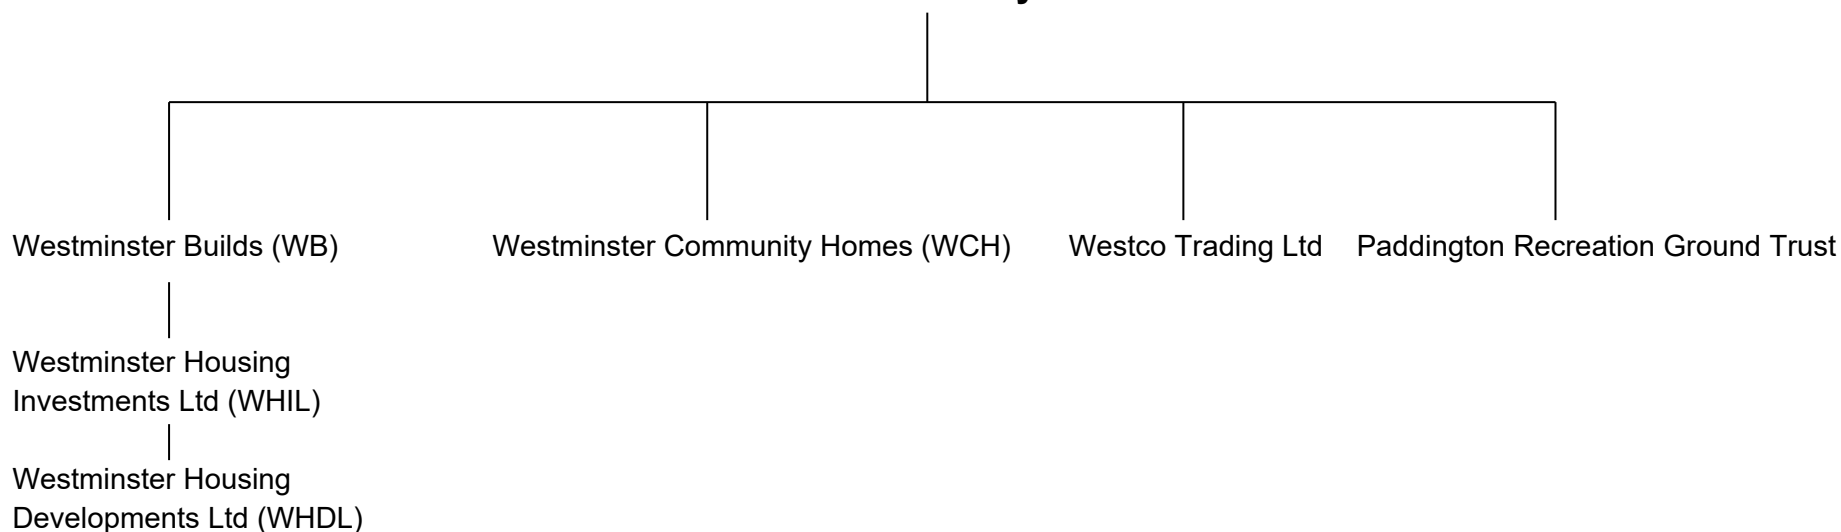 Westminster Builds (WB)
Westminster Community Homes (WCH)
Westco Trading Ltd
Paddington Recreation Ground Trust
Westminster Housing
Investments Ltd (WHIL)
Westminster Housing
Developments Ltd (WHDL)